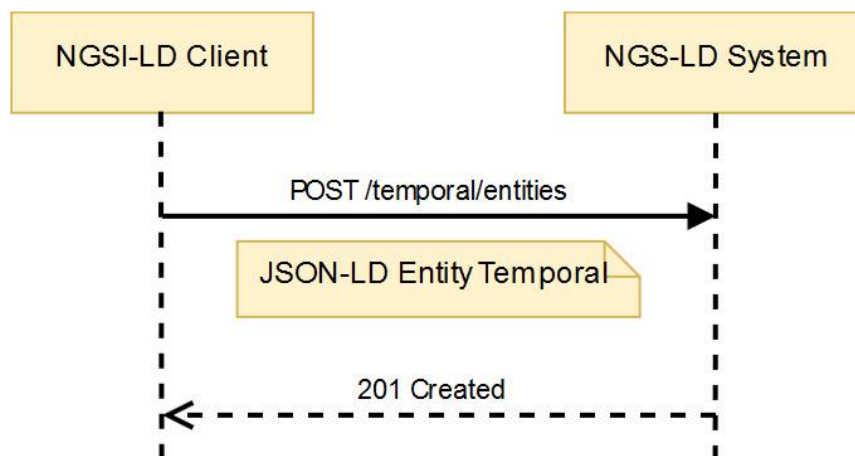 NGSI-LD Client
NGS-LD System
POST /temporal/entities
JSON-LD Entity Temporal
201 Created